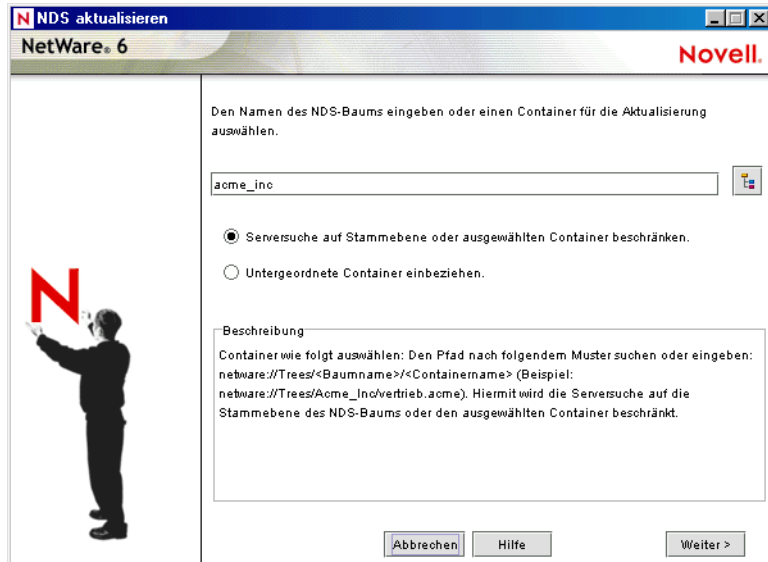 N NDS aktualisieren
NetWare® 6
Novell.
Den Namen des NDS-Baums eingeben oder einen Container für die Aktualisierung
auswählen.
acme_inc
Serversuche auf Stammebene oder ausgewählten Container beschränken.
Untergeordnete Container einbeziehen.
N
Beschreibung
Container wie folgt auswählen: Den Pfad nach folgendem Muster suchen oder eingeben:
netware://Trees/<Baumname>/<Containername> (Beispiel:
netware://Trees/Acme_Inc/vertrieb.acme). Hiermit wird die Serversuche auf die
Stammebene des NDS-Baums oder den ausgewählten Container beschränkt.
Abbrechen Hilfe Weiter >